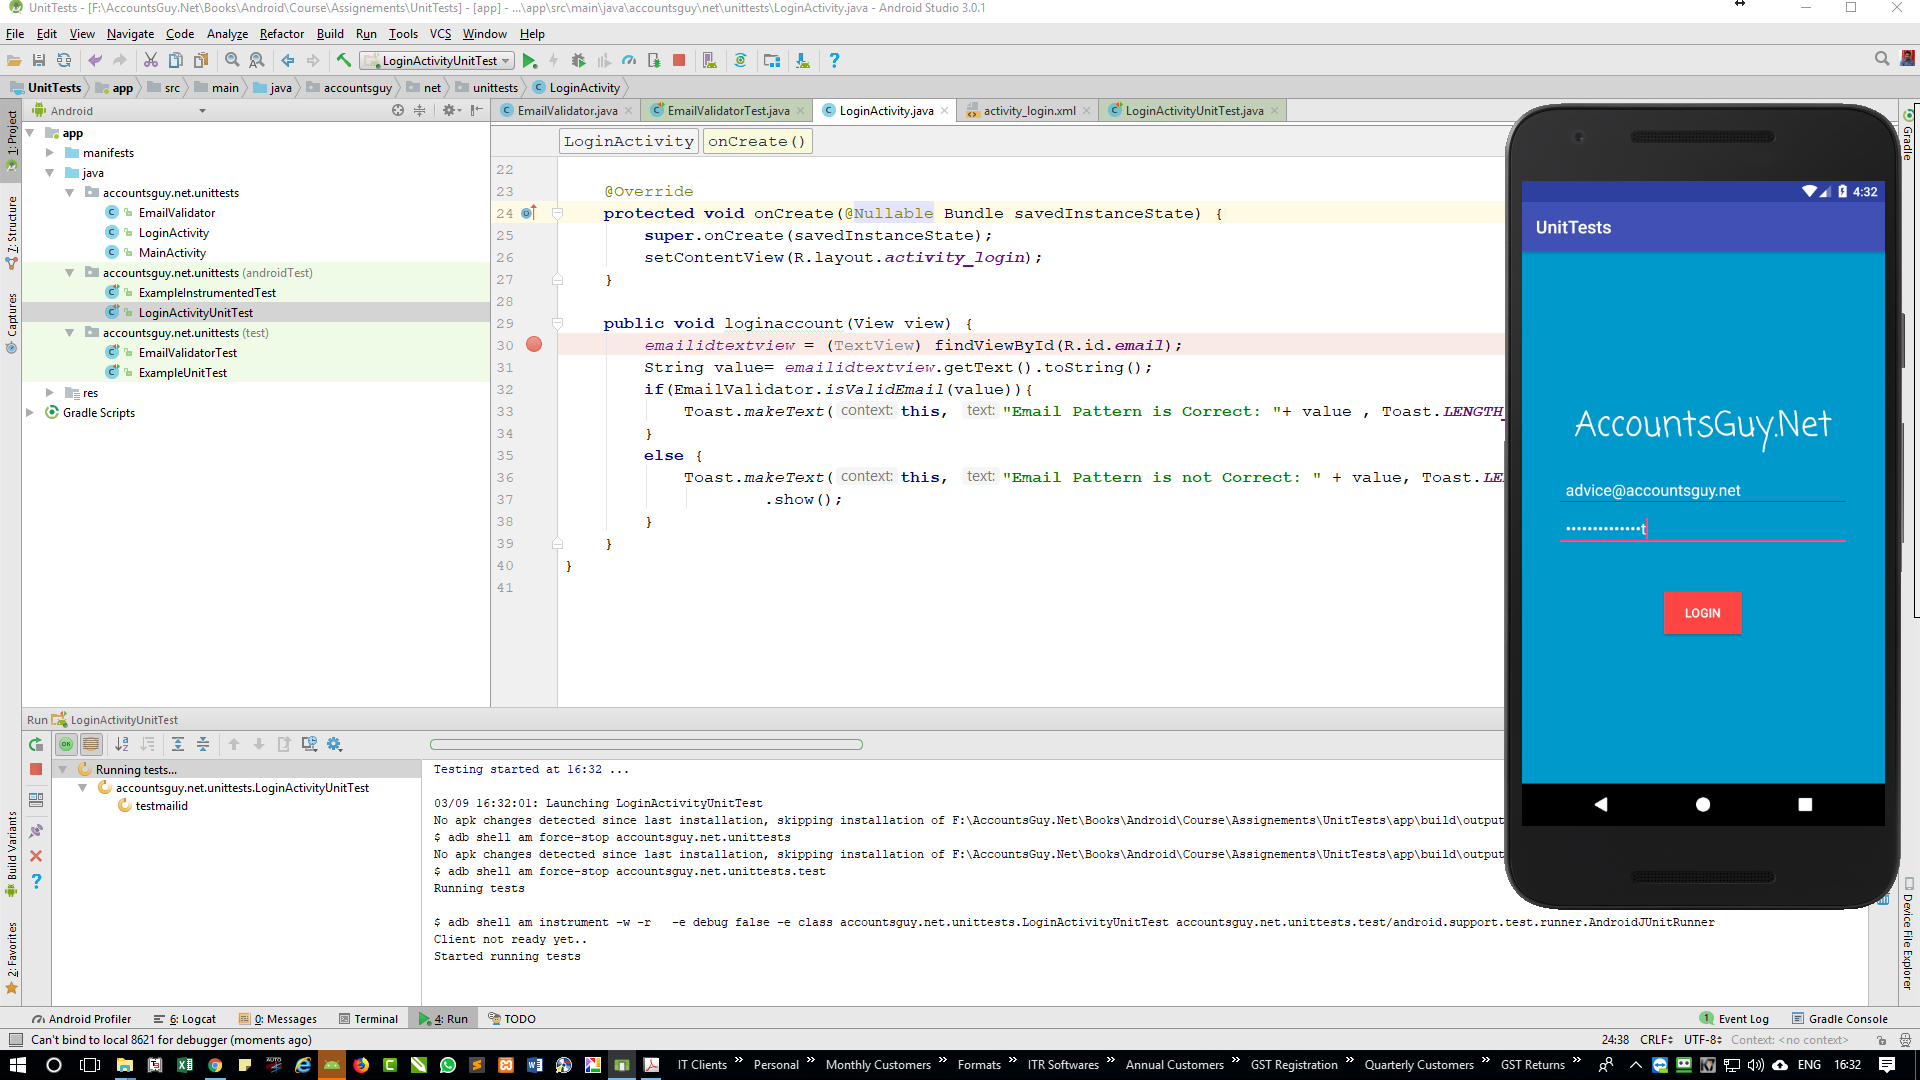 UnitTests - [F:\AccountsGuy.Net\Books\Android\Course\Assignements\UnitTests] - [app] - ...\app\src\main\java\accountsguy\net\unittests\LoginActivity.java - Android Studio 3.0.1
File Edit View Navigate Code Analyze Refactor Build Run Tools VCS Window Help
LoginActivityUnitTest
UnitTests app src main java accountsguy net unittests LoginActivity
Android
EmailValidator.java EmailValidatorTest.java LoginActivity.java activity_login.xml LoginActivityUnitTest.java
1: Project
7: Structure
Captures
Build Variants
2: Favorites
app
manifests
java
accountsguy.net.unittests
EmailValidator
LoginActivity
MainActivity
accountsguy.net.unittests (androidTest)
ExampleInstrumentedTest
LoginActivityUnitTest
accountsguy.net.unittests (test)
EmailValidatorTest
ExampleUnitTest
res
Gradle Scripts
LoginActivity onCreate()
22
23 @Override
24 protected void onCreate(@Nullable Bundle savedInstanceState) {
25 super.onCreate(savedInstanceState);
26 setContentView(R.layout.activity_login);
27 }
28
29 public void loginaccount(View view) {
30 emailidtextview = (TextView) findViewById(R.id.email);
31 String value= emailidtextview.getText().toString();
32 if(EmailValidator.isValidEmail(value)){
33 Toast.makeText( context: this, text: "Email Pattern is Correct: "+ value , Toast.LENGTH_
34 }
35 else {
36 Toast.makeText( context: this, text: "Email Pattern is not Correct: " + value, Toast.LE
37 .show();
38 }
39 }
40 }
41
4:32
UnitTests
AccountsGuy.Net
advice@accountsguy.net
••••••••••••••t
LOGIN
Gradle
Device File Explorer
Run LoginActivityUnitTest
Running tests...
accountsguy.net.unittests.LoginActivityUnitTest
testmailid
Testing started at 16:32 ...
03/09 16:32:01: Launching LoginActivityUnitTest
No apk changes detected since last installation, skipping installation of F:\AccountsGuy.Net\Books\Android\Course\Assignements\UnitTests\app\build\output
$ adb shell am force-stop accountsguy.net.unittests
No apk changes detected since last installation, skipping installation of F:\AccountsGuy.Net\Books\Android\Course\Assignements\UnitTests\app\build\output
$ adb shell am force-stop accountsguy.net.unittests.test
Running tests
$ adb shell am instrument -w -r   -e debug false -e class accountsguy.net.unittests.LoginActivityUnitTest accountsguy.net.unittests.test/android.support.test.runner.AndroidJUnitRunner
Client not ready yet..
Started running tests
Android Profiler 6: Logcat 0: Messages Terminal 4: Run TODO 1 Event Log Gradle Console
Can't bind to local 8621 for debugger (moments ago) 24:38 CRLF UTF-8 Context: <no context>
IT Clients Personal Monthly Customers Formats ITR Softwares Annual Customers GST Registration Quarterly Customers GST Returns ENG 16:32